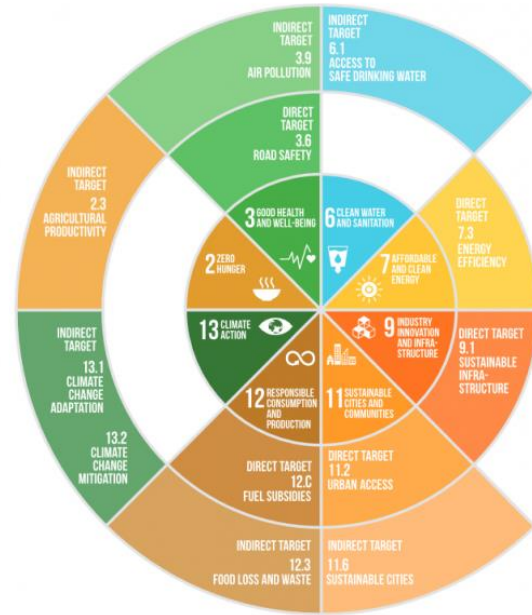 INDIRECT
TARGET
3.9
AIR POLLUTION
INDIRECT
TARGET
6.1
ACCESS TO
SAFE DRINKING WATER
DIRECT
TARGET
3.6
ROAD SAFETY
INDIRECT
TARGET
2.3
AGRICULTURAL
PRODUCTIVITY
DIRECT
TARGET
7.3
ENERGY
EFFICIENCY
3 GOOD HEALTH
AND WELL-BEING
6 CLEAN WATER
AND SANITATION
2 ZERO
HUNGER
7 AFFORDABLE
AND CLEAN
ENERGY
13 CLIMATE
ACTION
9 INDUSTRY
INNOVATION
AND INFRA-
STRUCTURE
12 RESPONSIBLE
CONSUMPTION
AND
PRODUCTION
11 SUSTAINABLE
CITIES AND
COMMUNITIES
INDIRECT
TARGET
13.1
CLIMATE
CHANGE
ADAPTATION
13.2
CLIMATE
CHANGE
MITIGATION
DIRECT TARGET
9.1
SUSTAINABLE
INFRA-
STRUCTURE
DIRECT TARGET
12.C
FUEL SUBSIDIES
DIRECT TARGET
11.2
URBAN ACCESS
INDIRECT TARGET
12.3
FOOD LOSS AND WASTE
INDIRECT TARGET
11.6
SUSTAINABLE CITIES